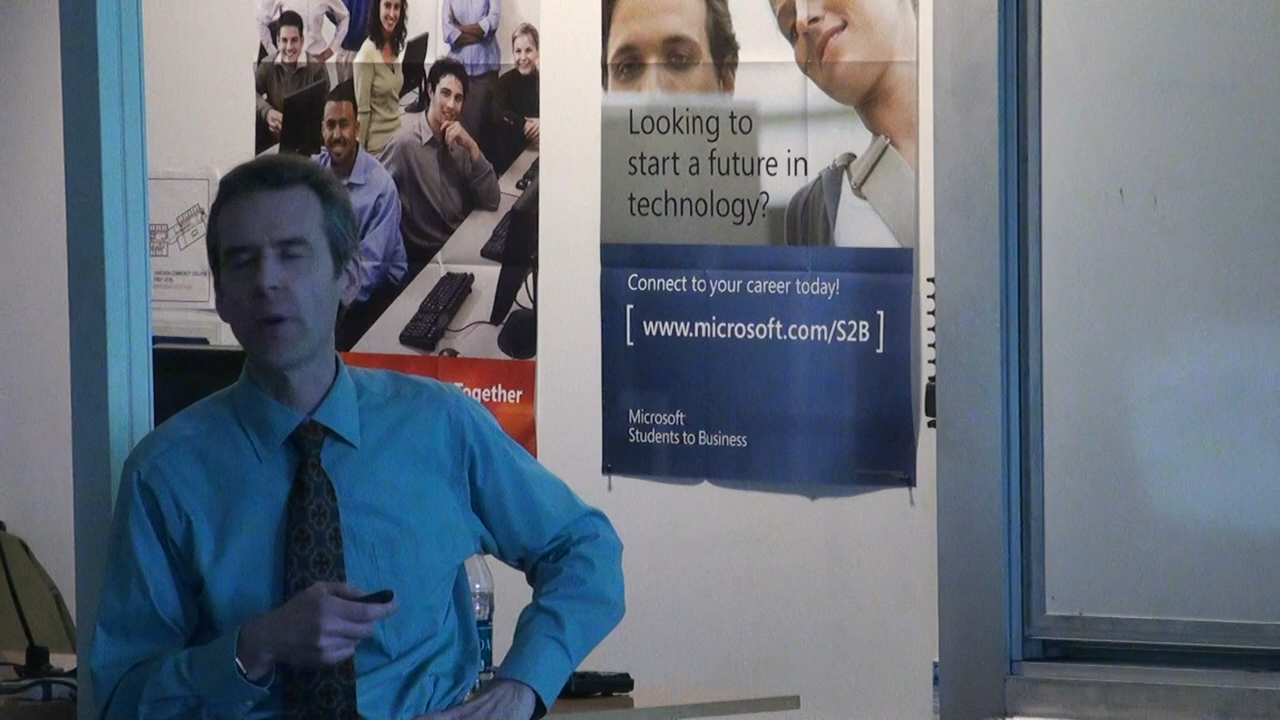 Looking to
start a future in
technology?
Connect to your career today!
[ www.microsoft.com/S2B ]
Microsoft
Students to Business
Together